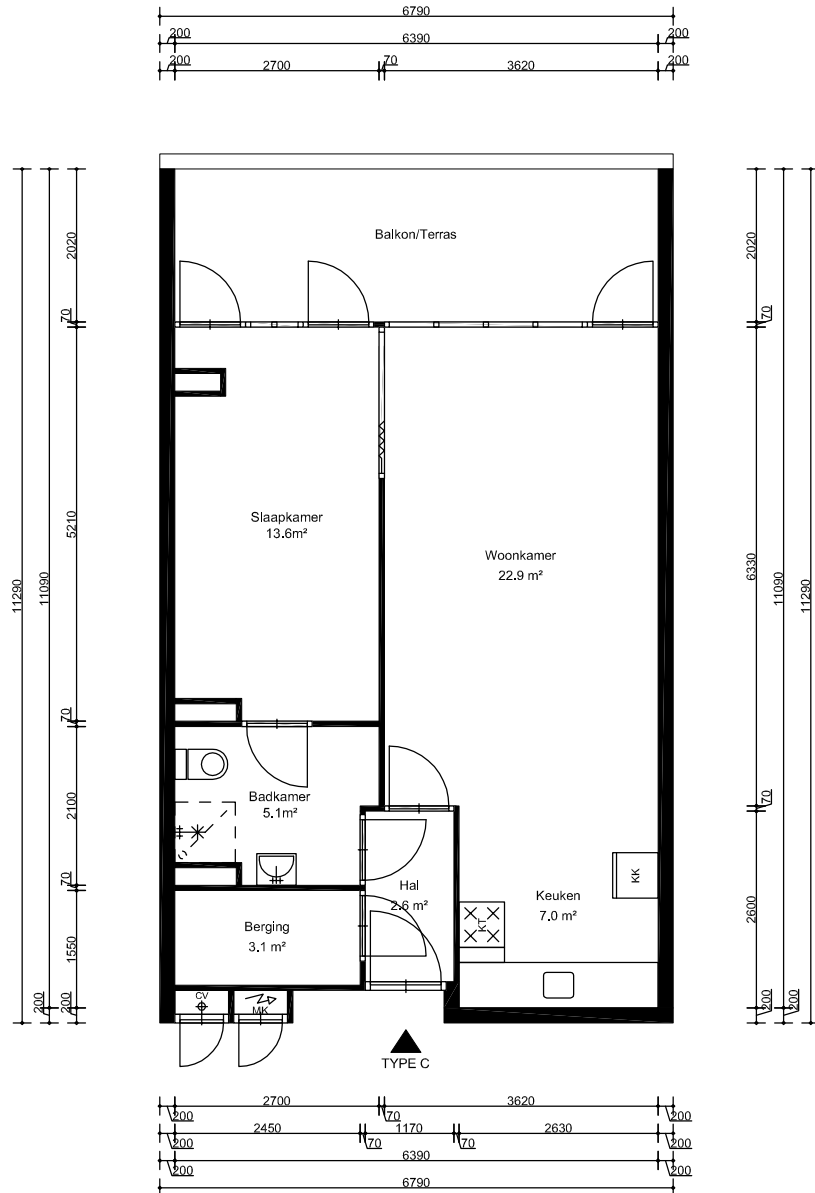 6790
200
6390
200
200
2700
70
3620
200
Balkon/Terras
11290
11090
2020
70
5210
70
2100
70
1550
200
200
2020
70
6330
70
2600
200
200
11090
11290
Slaapkamer
13.6m²
Woonkamer
22.9 m²
Badkamer
5.1m²
Hal
2.6 m²
Keuken
7.0 m²
KK
KT
Berging
3.1 m²
CV
MK
TYPE C
200
2700
70
3620
200
200
2450
70
1170
70
2630
200
200
6390
200
6790